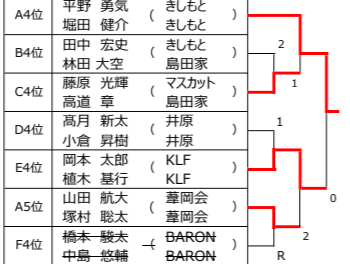 A4位 平野 勇気 ( きしもと )
堀田 健介 きしもと
B4位 田中 宏史 ( きしもと )
林田 大空 島田家
C4位 藤原 光輝 ( マスカット )
高道 章 島田家
D4位 髙月 新太 ( 井原 )
小倉 昇樹 井原
E4位 岡本 太郎 ( KLF )
植木 基行 KLF
A5位 山田 航大 ( 葦岡会 )
塚村 聡太 葦岡会
F4位 橋本 駿太 ( BARON )
中島 悠輔 BARON
2
1
1
0
2
R